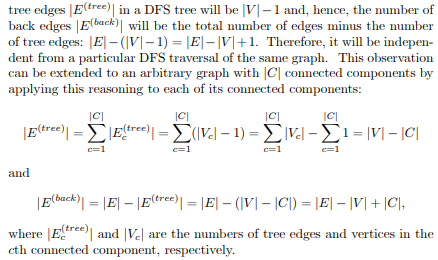 tree edges |E^(tree)| in a DFS tree will be |V| − 1 and, hence, the number of
back edges |E^(back)| will be the total number of edges minus the number
of tree edges: |E| − (|V| − 1) = |E| − |V| + 1. Therefore, it will be indepen-
dent from a particular DFS traversal of the same graph. This observation
can be extended to an arbitrary graph with |C| connected components by
applying this reasoning to each of its connected components:
|E^(tree)| = ∑_{c=1}^{|C|} |E_c^(tree)| = ∑_{c=1}^{|C|} (|V_c| − 1) = ∑_{c=1}^{|C|} |V_c| − ∑_{c=1}^{|C|} 1 = |V| − |C|
and
|E^(back)| = |E| − |E^(tree)| = |E| − (|V| − |C|) = |E| − |V| + |C|,
where |E_c^(tree)| and |V_c| are the numbers of tree edges and vertices in the
cth connected component, respectively.